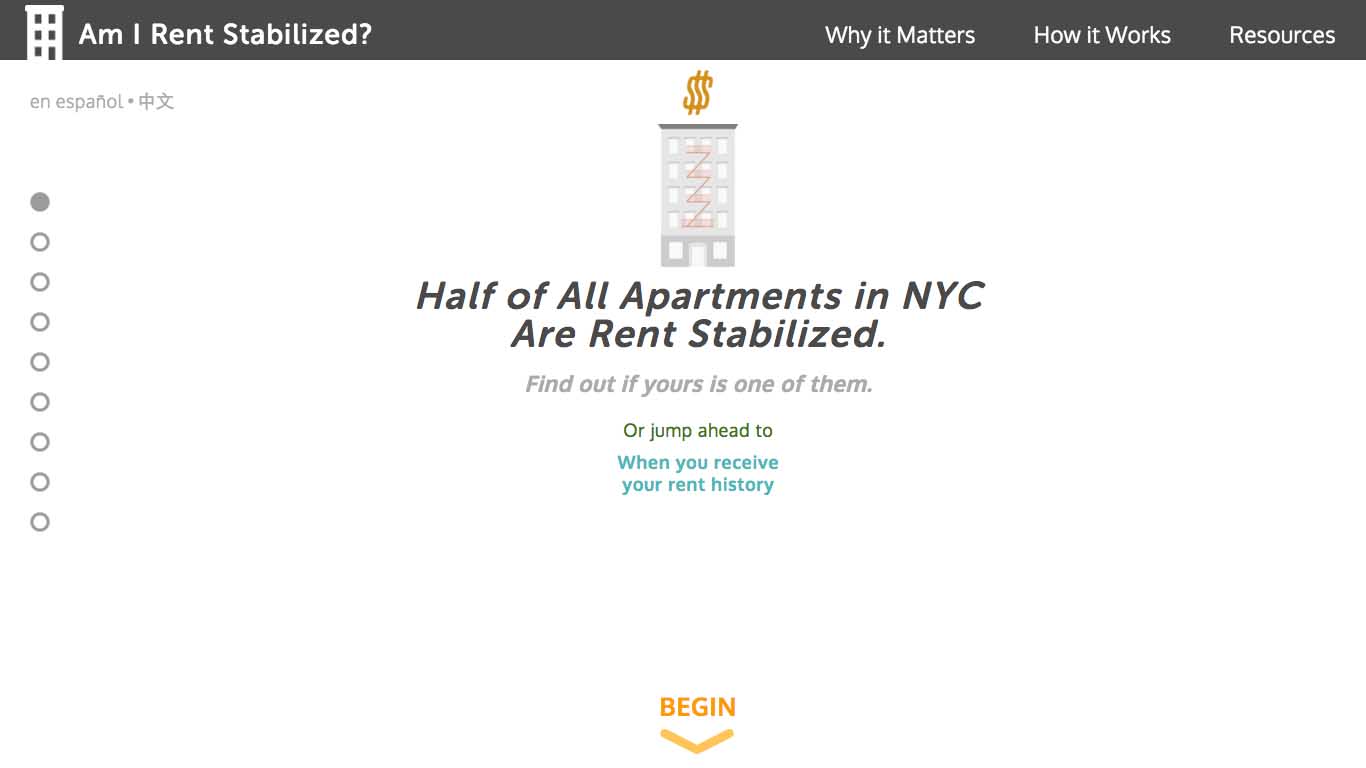 Am I Rent Stabilized?
Why it Matters
How it Works
Resources
en español • 中文
$$$
Half of All Apartments in NYC
Are Rent Stabilized.
Find out if yours is one of them.
Or jump ahead to
When you receive
your rent history
BEGIN